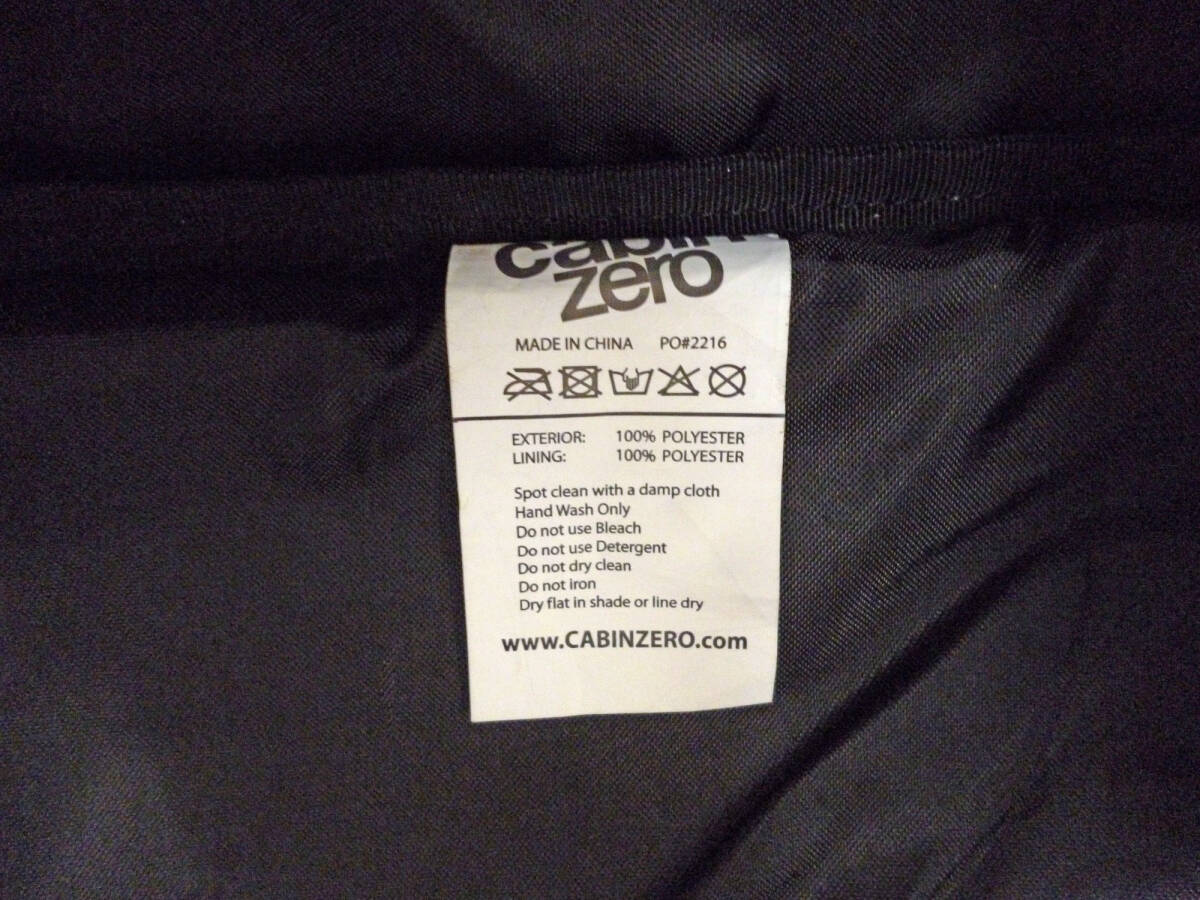 cabin
zero
MADE IN CHINA PO#2216
EXTERIOR: 100% POLYESTER
LINING: 100% POLYESTER
Spot clean with a damp cloth
Hand Wash Only
Do not use Bleach
Do not use Detergent
Do not dry clean
Do not iron
Dry flat in shade or line dry
www.CABINZERO.com